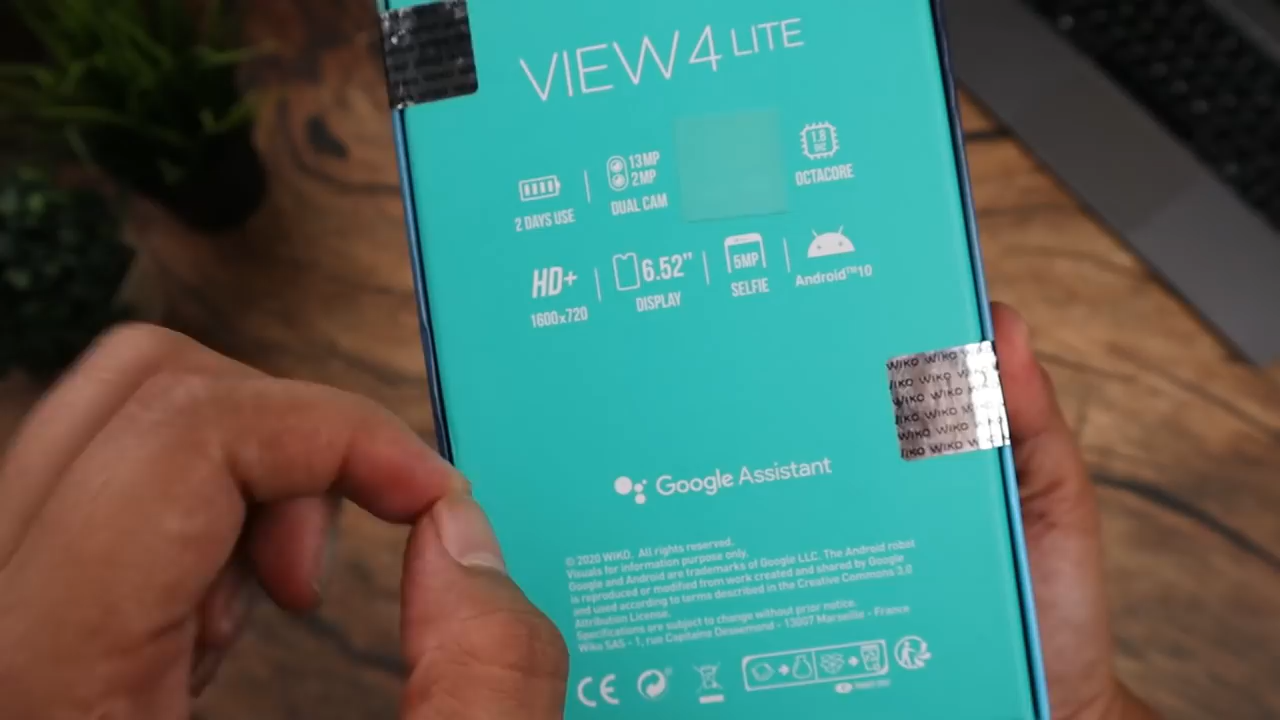 VIEW4 LITE
2 DAYS USE
13MP
2MP
DUAL CAM
1.8
GHZ
OCTACORE
HD+
1600x720
6.52"
DISPLAY
5MP
SELFIE
Android™10
WIKO WIKO
WIKO WIKO
WIKO WIKO
WIKO WIKO
WIKO WIKO
WIKO WIKO
Google Assistant
© 2020 WIKO. All rights reserved.
Visuals for information purpose only.
Google and Android are trademarks of Google LLC. The Android robot
is reproduced or modified from work created and shared by Google
and used according to terms described in the Creative Commons 3.0
Attribution License.
Specifications are subject to change without prior notice.
Wiko SAS - 1, rue Capitaine Dessemond - 13007 Marseille - France
CE